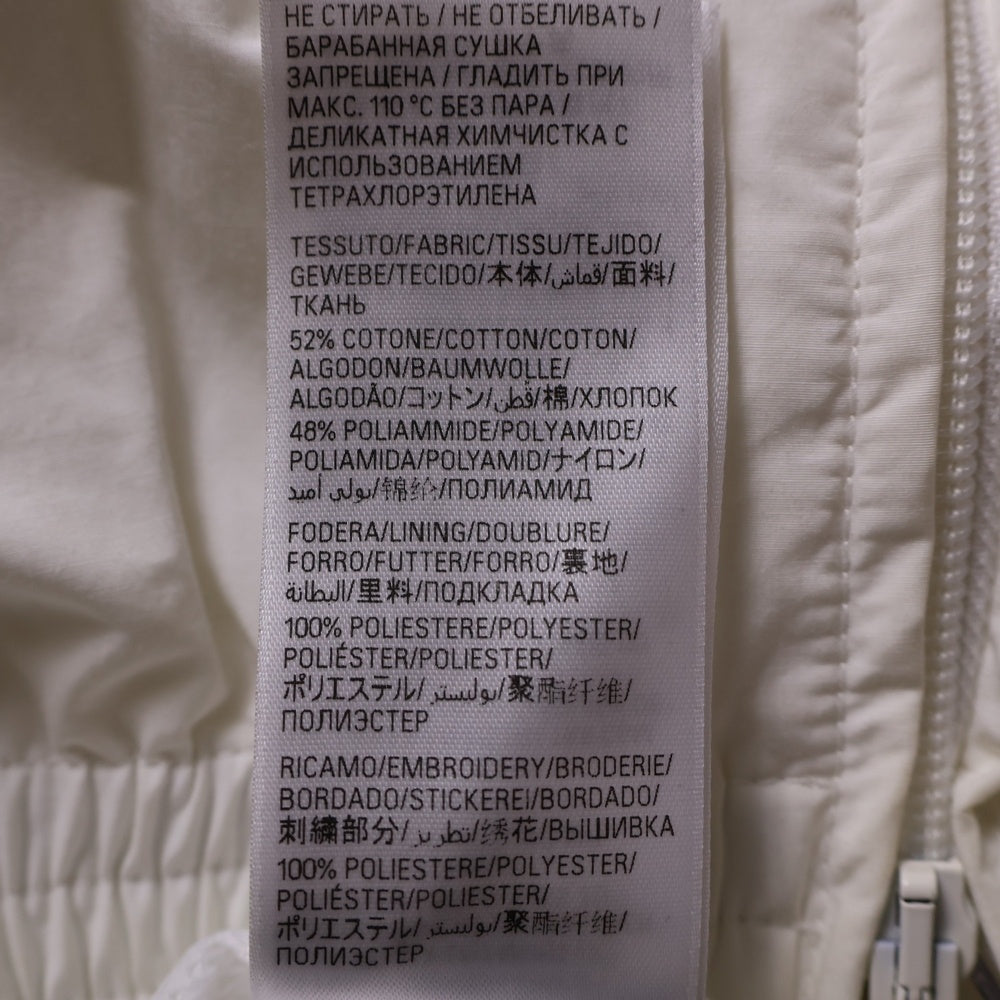 НЕ СТИРАТЬ / НЕ ОТБЕЛИВАТЬ /
БАРАБАННАЯ СУШКА
ЗАПРЕЩЕНА / ГЛАДИТЬ ПРИ
МАКС. 110 °C БЕЗ ПАРА /
ДЕЛИКАТНАЯ ХИМЧИСТКА С
ИСПОЛЬЗОВАНИЕМ
ТЕТРАХЛОРЭТИЛЕНА
TESSUTO/FABRIC/TISSU/TEJIDO/
GEWEBE/TECIDO/本体/قماش/面料/
ТКАНЬ
52% COTONE/COTTON/COTON/
ALGODON/BAUMWOLLE/
ALGODÃO/コットン/قطن/棉/ХЛОПОК
48% POLIAMMIDE/POLYAMIDE/
POLIAMIDA/POLYAMID/ナイロン/
بولي أميد/锦纶/ПОЛИАМИД
FODERA/LINING/DOUBLURE/
FORRO/FUTTER/FORRO/裏地/
البطانة/里料/ПОДКЛАДКА
100% POLIESTERE/POLYESTER/
POLIÉSTER/POLIESTER/
ポリエステル/بوليستر/聚酯纤维/
ПОЛИЭСТЕР
RICAMO/EMBROIDERY/BRODERIE/
BORDADO/STICKEREI/BORDADO/
刺繍部分/تطريز/绣花/ВЫШИВКА
100% POLIESTERE/POLYESTER/
POLIÉSTER/POLIESTER/
ポリエステル/بوليستر/聚酯纤维/
ПОЛИЭСТЕР